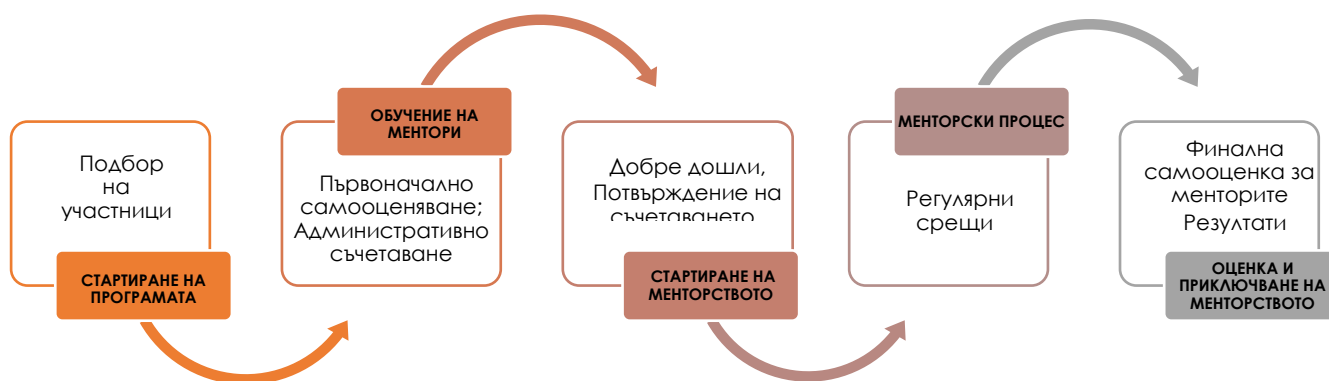 Подбор
на
участници
СТАРТИРАНЕ НА
ПРОГРАМАТА
ОБУЧЕНИЕ НА
МЕНТОРИ
Първоначално
самооценяване;
Административно
съчетаване
Добре дошли,
Потвърждение на
съчетаването
СТАРТИРАНЕ НА
МЕНТОРСТВОТО
МЕНТОРСКИ ПРОЦЕС
Регулярни
срещи
Финална
самооценка за
менторите
Резултати
ОЦЕНКА И
ПРИКЛЮЧВАНЕ НА
МЕНТОРСТВОТО